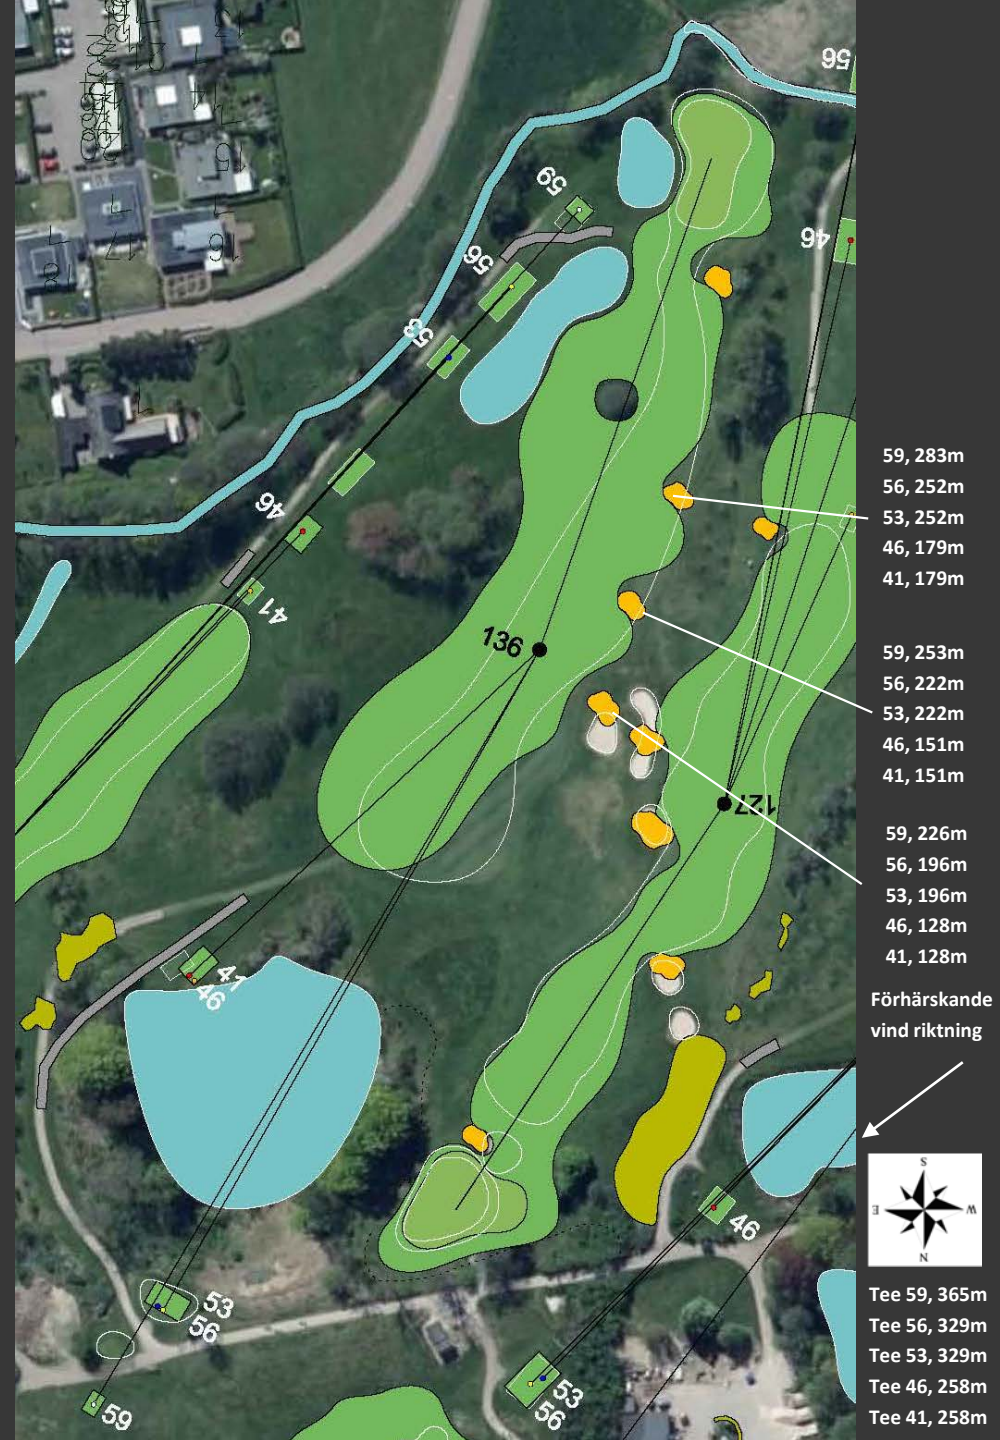 56
59
46
56
53
46
41
136
127
41
46
46
53
56
53
56
59
59, 283m
56, 252m
53, 252m
46, 179m
41, 179m
59, 253m
56, 222m
53, 222m
46, 151m
41, 151m
59, 226m
56, 196m
53, 196m
46, 128m
41, 128m
Förhärskande
vind riktning
S
E W
N
Tee 59, 365m
Tee 56, 329m
Tee 53, 329m
Tee 46, 258m
Tee 41, 258m